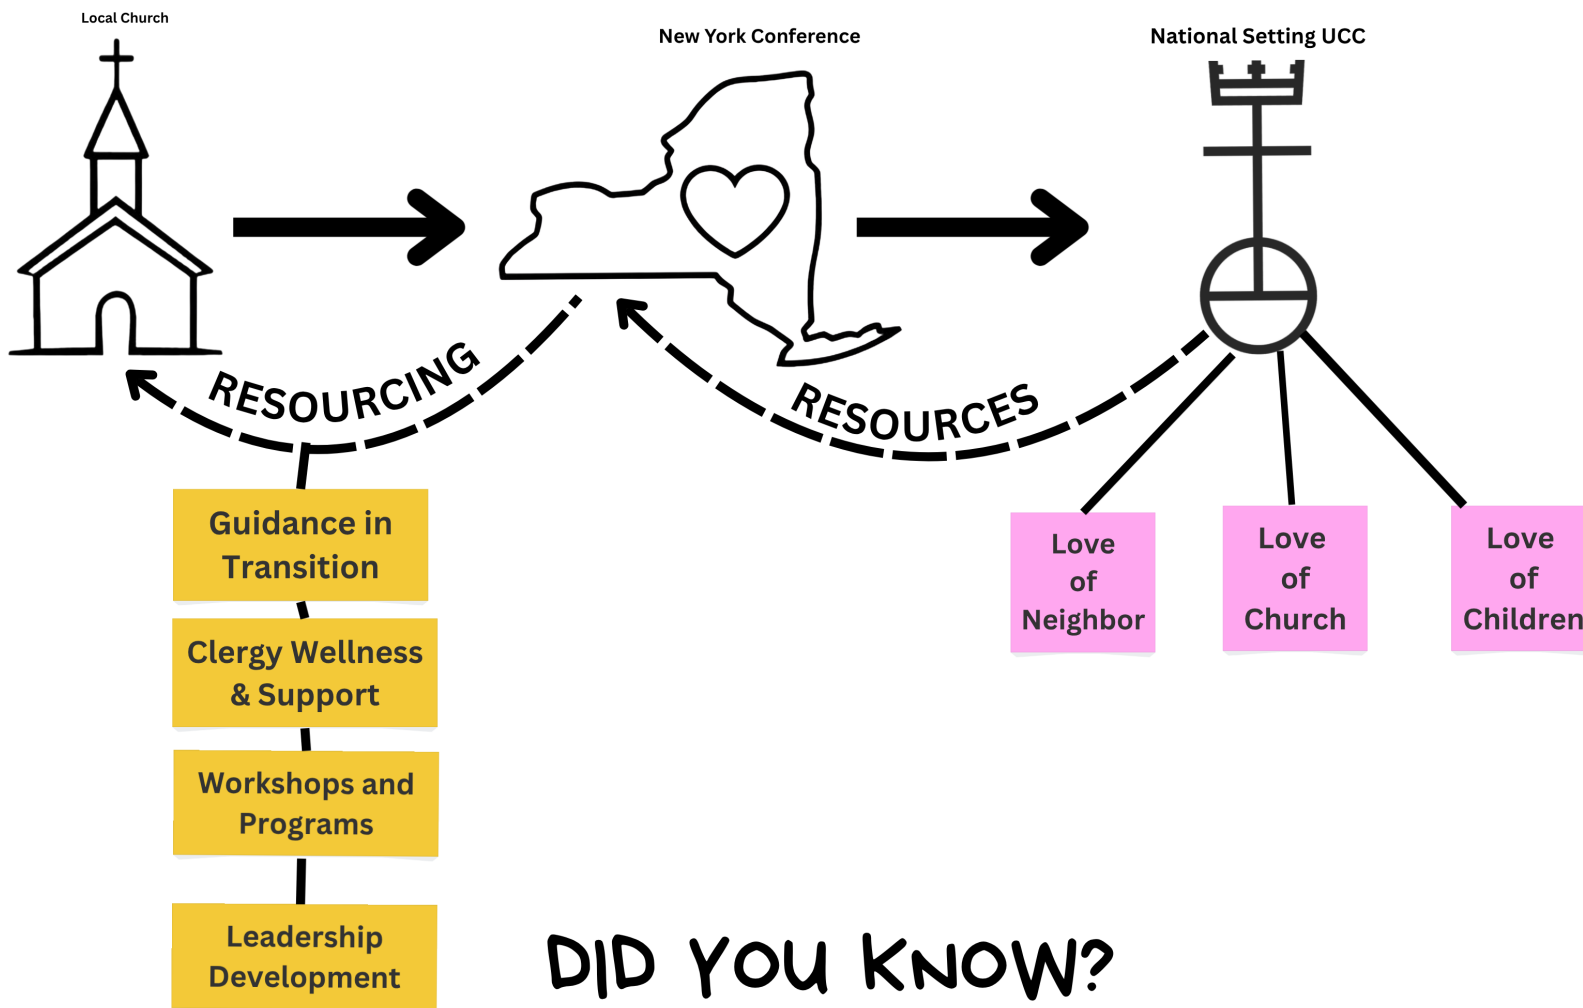 Local Church
New York Conference
National Setting UCC
RESOURCING
RESOURCES
Guidance in
Transition
Clergy Wellness
& Support
Workshops and
Programs
Leadership
Development
Love
of
Neighbor
Love
of
Church
Love
of
Children
DID YOU KNOW?